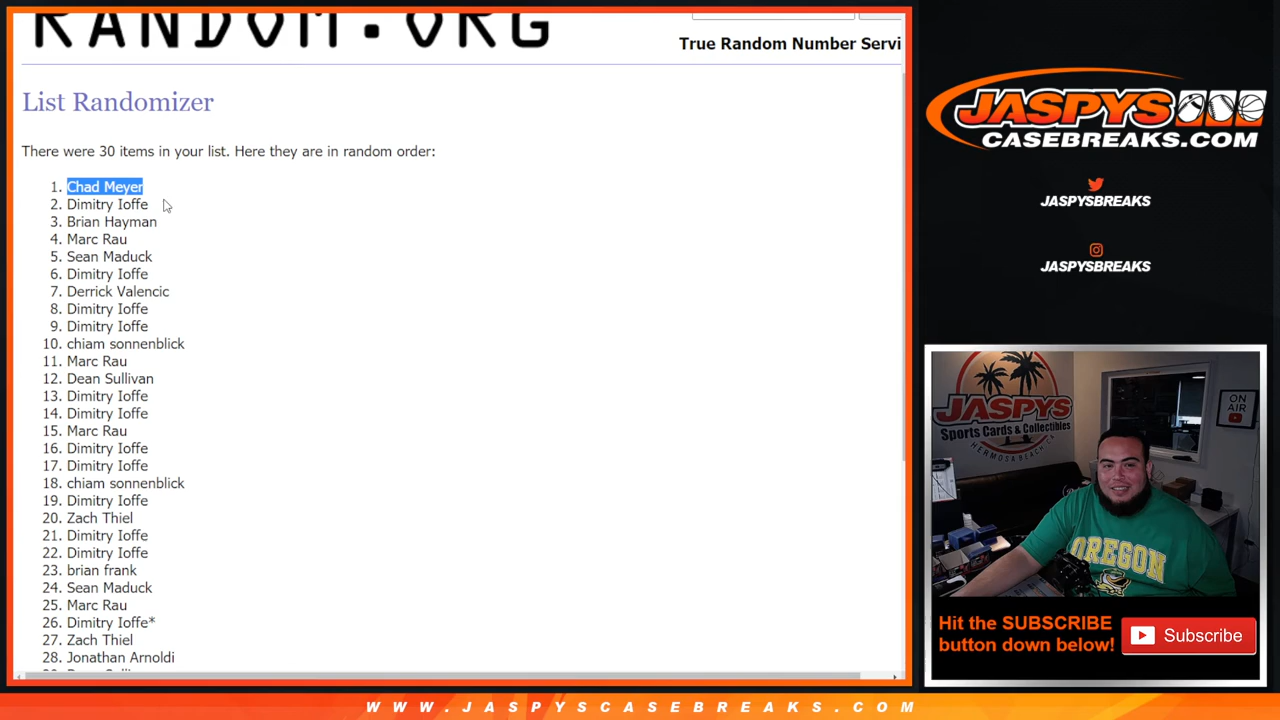 RANDOM.ORG
True Random Number Servi
List Randomizer
There were 30 items in your list. Here they are in random order:
1. Chad Meyer
2. Dimitry Ioffe
3. Brian Hayman
4. Marc Rau
5. Sean Maduck
6. Dimitry Ioffe
7. Derrick Valencic
8. Dimitry Ioffe
9. Dimitry Ioffe
10. chiam sonnenblick
11. Marc Rau
12. Dean Sullivan
13. Dimitry Ioffe
14. Dimitry Ioffe
15. Marc Rau
16. Dimitry Ioffe
17. Dimitry Ioffe
18. chiam sonnenblick
19. Dimitry Ioffe
20. Zach Thiel
21. Dimitry Ioffe
22. Dimitry Ioffe
23. brian frank
24. Sean Maduck
25. Marc Rau
26. Dimitry Ioffe*
27. Zach Thiel
28. Jonathan Arnoldi
JASPYS
CASEBREAKS.COM
JASPYSBREAKS
JASPYSBREAKS
JASPYS
Sports Cards & Collectibles
HERMOSA BEACH, CA
ON
AIR
OREGON
Hit the SUBSCRIBE
button down below!
Subscribe
WWW.JASPYSCASEBREAKS.COM